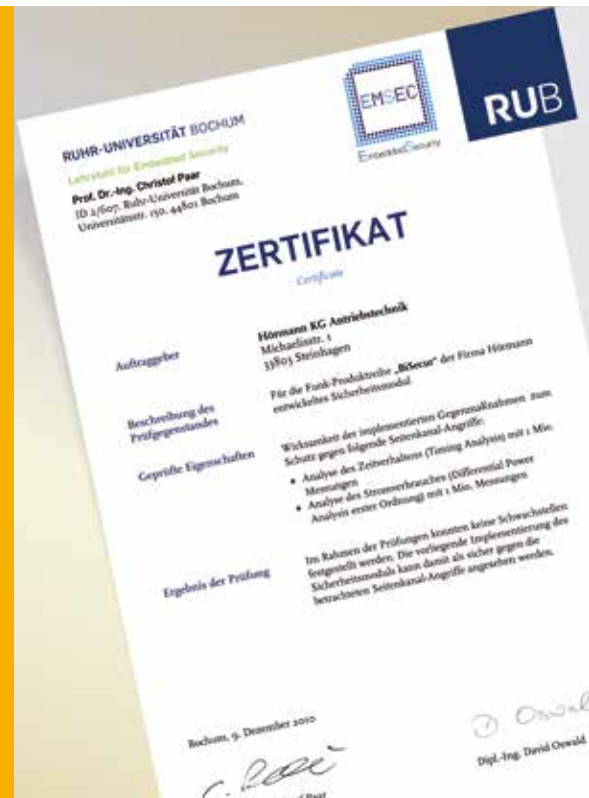 RUHR-UNIVERSITÄT BOCHUM
Lehrstuhl für Embedded Security
Prof. Dr.-Ing. Christof Paar
ID 2/607, Ruhr-Universität Bochum,
Universitätsstr. 150, 44801 Bochum
EMSEC
EmbeddedSecurity
RUB
ZERTIFIKAT
Certificate
Auftraggeber
Hörmann KG Antriebstechnik
Michaelisstr. 1
33803 Steinhagen
Beschreibung des
Prüfgegenstandes
Für die Funk-Produktreihe „BiSecur“ der Firma Hörmann
entwickeltes Sicherheitsmodul
Geprüfte Eigenschaften
Wirksamkeit der implementierten Gegenmaßnahmen zum
Schutz gegen folgende Seitenkanal-Angriffe:
• Analyse des Zeitverhaltens (Timing Analysis) mit 1 Mio.
Messungen
• Analyse des Stromverbrauches (Differential Power
Analysis erster Ordnung) mit 1 Mio. Messungen
Ergebnis der Prüfung
Im Rahmen der Prüfungen konnten keine Schwachstellen
festgestellt werden. Die vorliegende Implementierung des
Sicherheitsmoduls kann damit als sicher gegen die
betrachteten Seitenkanal-Angriffe angesehen werden.
Bochum, 9. Dezember 2010
D. Oswald
Dipl.-Ing. David Oswald
C. Paar
Paar